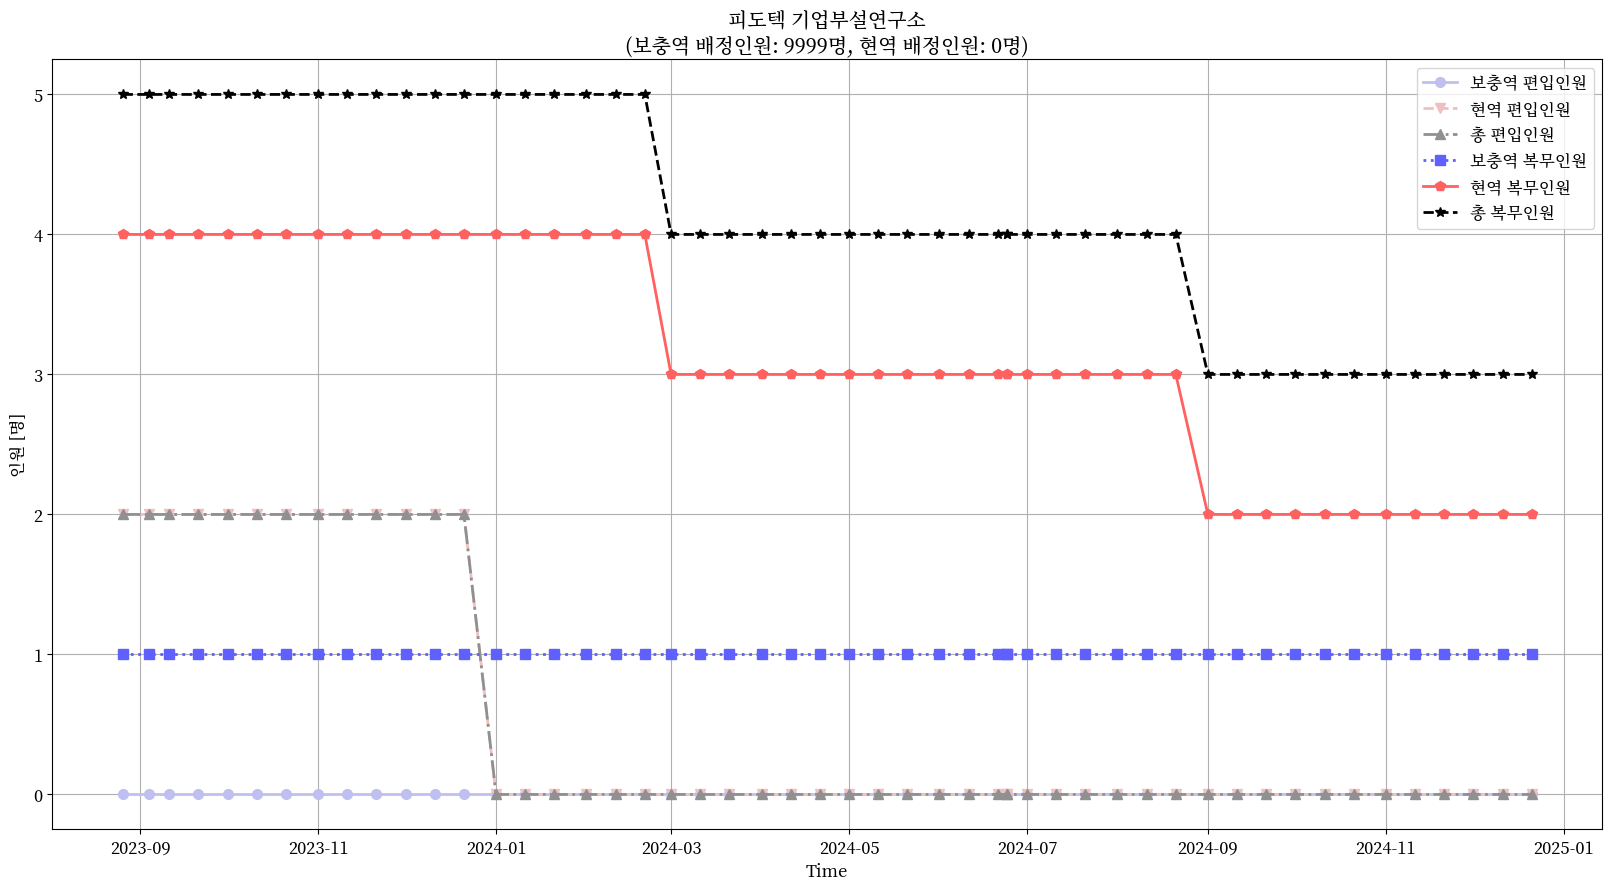 피도텍 기업부설연구소
(보충역 배정인원: 9999명, 현역 배정인원: 0명)
보충역 편입인원
현역 편입인원
총 편입인원
보충역 복무인원
현역 복무인원
총 복무인원
인원 [명]
5
4
3
2
1
0
2023-09 2023-11 2024-01 2024-03 2024-05 2024-07 2024-09 2024-11 2025-01
Time